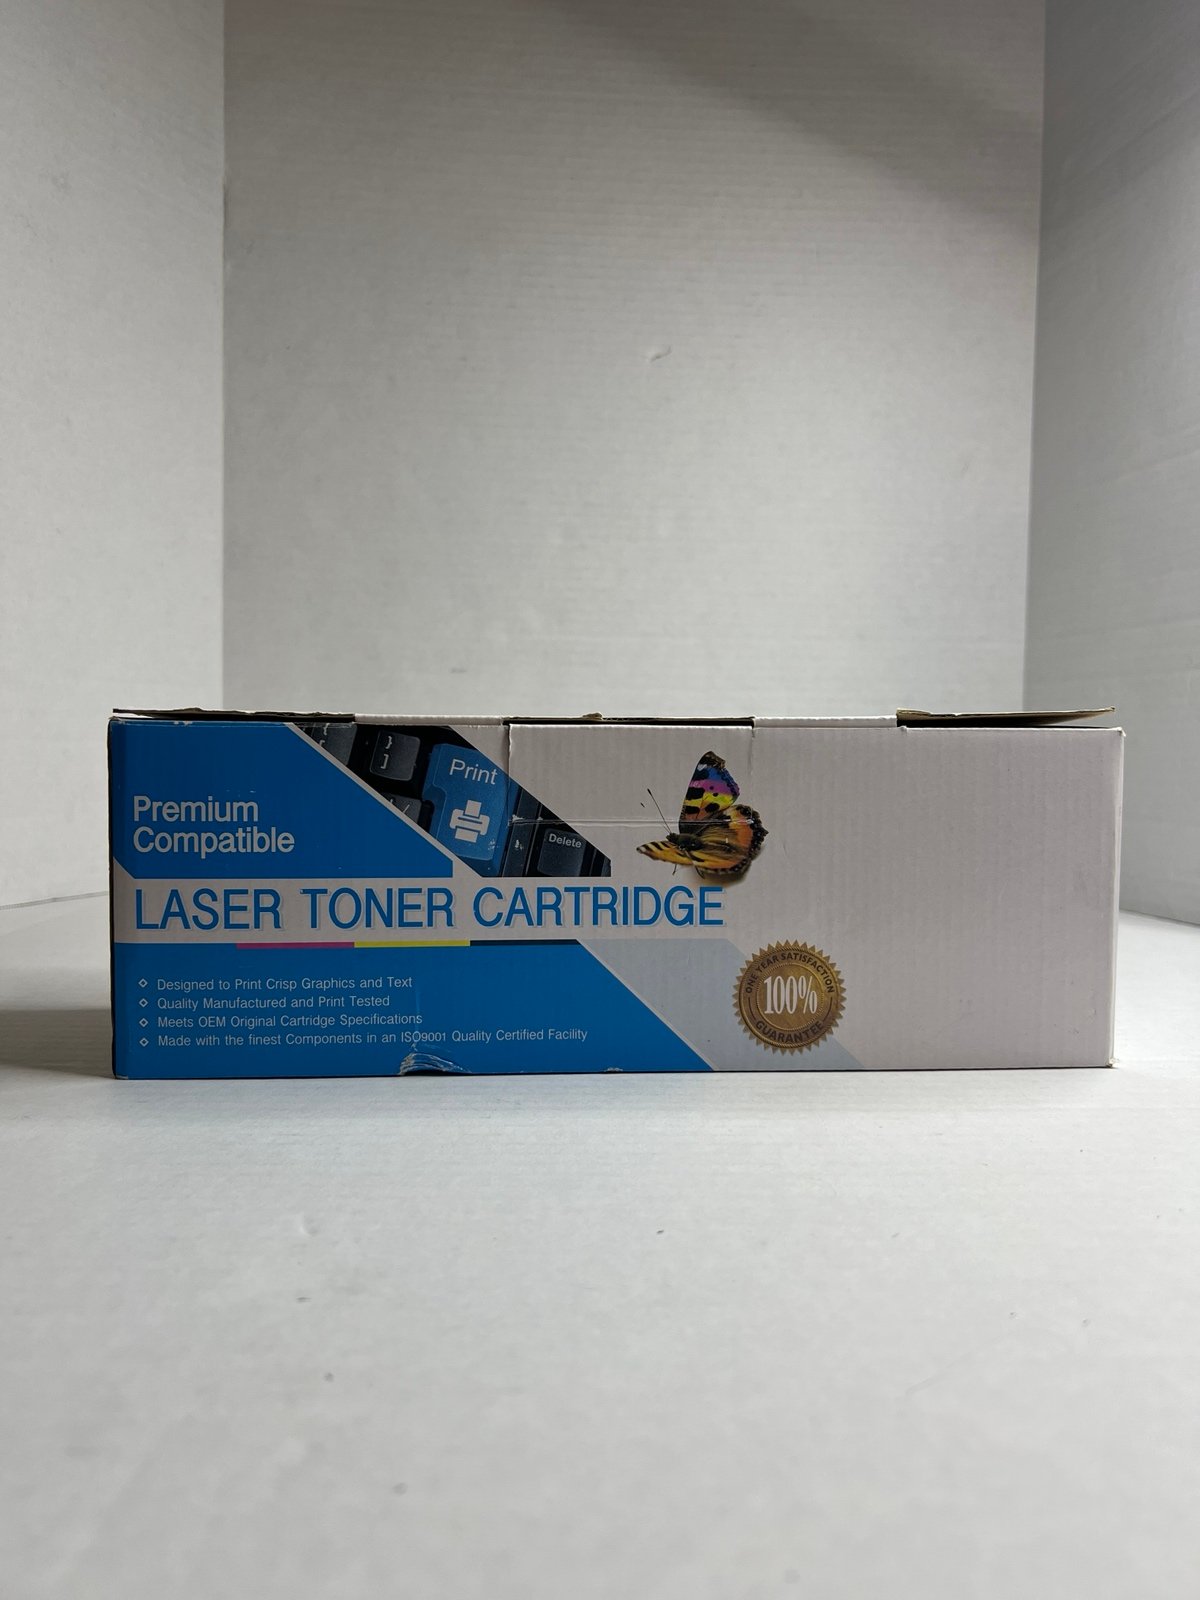 Print
Delete
Premium
Compatible
LASER TONER CARTRIDGE
Designed to Print Crisp Graphics and Text
Quality Manufactured and Print Tested
Meets OEM Original Cartridge Specifications
Made with the finest Components in an ISO9001 Quality Certified Facility
ONE YEAR SATISFACTION
100%
GUARANTEE